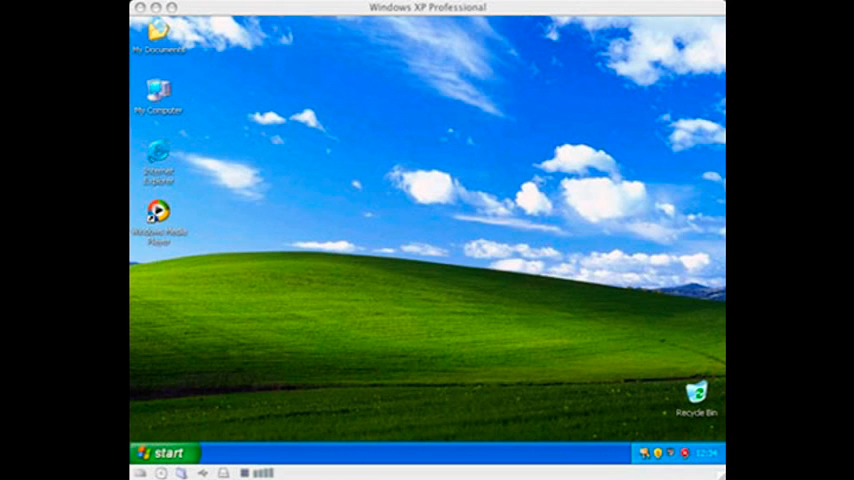 Windows XP Professional
My Documents
My Computer
Internet
Explorer
Windows Media
Player
Recycle Bin
start
12:34